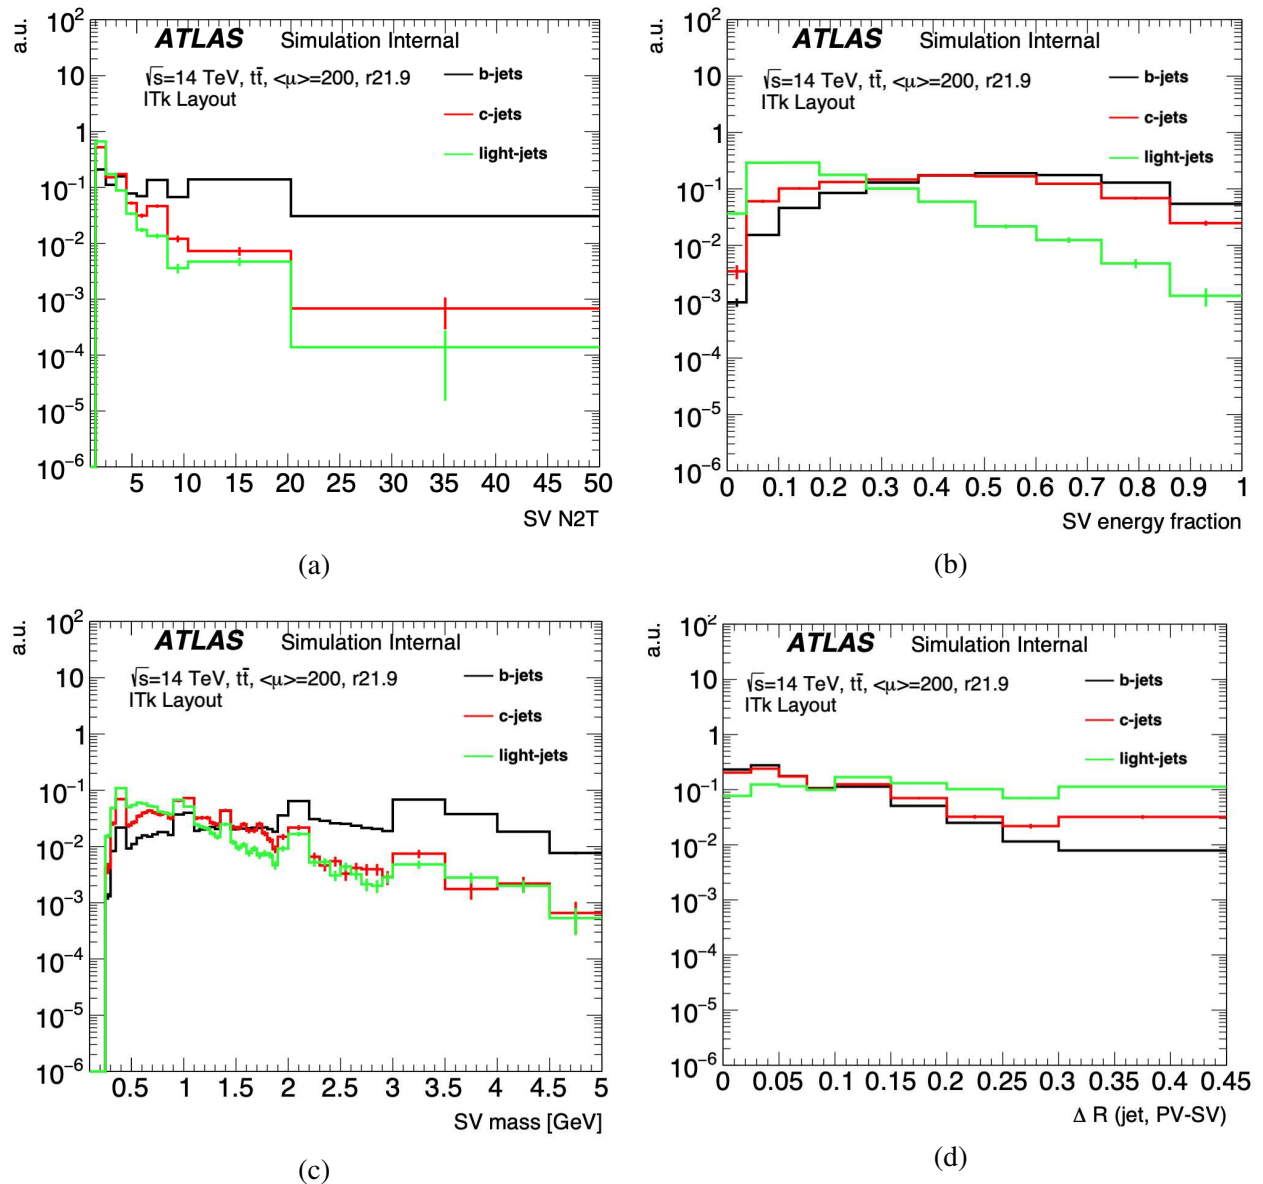 a.u.
10²
ATLAS Simulation Internal
√s=14 TeV, tt̄, <μ>=200, r21.9
ITk Layout
b-jets
c-jets
light-jets
10
1
10⁻¹
10⁻²
10⁻³
10⁻⁴
10⁻⁵
10⁻⁶
5 10 15 20 25 30 35 40 45 50
SV N2T
(a)
a.u.
10²
ATLAS Simulation Internal
√s=14 TeV, tt̄, <μ>=200, r21.9
ITk Layout
b-jets
c-jets
light-jets
10
1
10⁻¹
10⁻²
10⁻³
10⁻⁴
10⁻⁵
10⁻⁶
0 0.1 0.2 0.3 0.4 0.5 0.6 0.7 0.8 0.9 1
SV energy fraction
(b)
a.u.
10²
ATLAS Simulation Internal
√s=14 TeV, tt̄, <μ>=200, r21.9
ITk Layout
b-jets
c-jets
light-jets
10
1
10⁻¹
10⁻²
10⁻³
10⁻⁴
10⁻⁵
10⁻⁶
0.5 1 1.5 2 2.5 3 3.5 4 4.5 5
SV mass [GeV]
(c)
a.u.
10²
ATLAS Simulation Internal
√s=14 TeV, tt̄, <μ>=200, r21.9
ITk Layout
b-jets
c-jets
light-jets
10
1
10⁻¹
10⁻²
10⁻³
10⁻⁴
10⁻⁵
10⁻⁶
0 0.05 0.1 0.15 0.2 0.25 0.3 0.35 0.4 0.45
Δ R (jet, PV-SV)
(d)